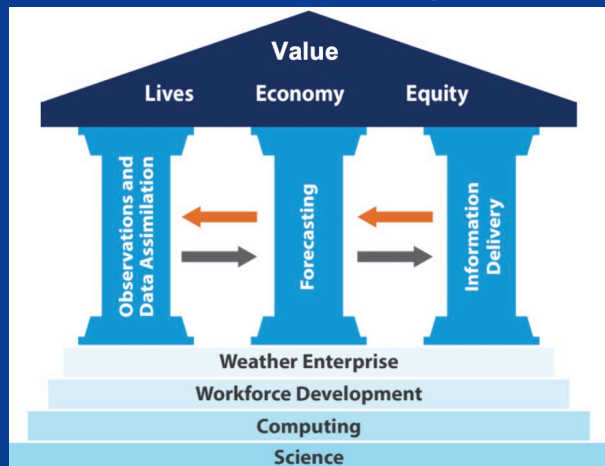 Value
Lives Economy Equity
Observations and
Data Assimilation
Forecasting
Information
Delivery
Weather Enterprise
Workforce Development
Computing
Science